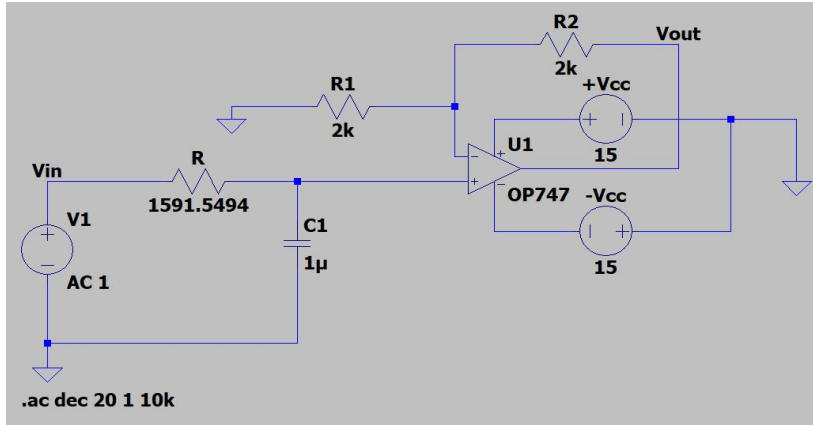 R2
Vout
2k
+Vcc
R1
2k
+
-
U1
15
Vin
R
-
+
+
-
OP747
-Vcc
1591.5494
V1
+
-
C1
1µ
-
+
AC 1
15
.ac dec 20 1 10k